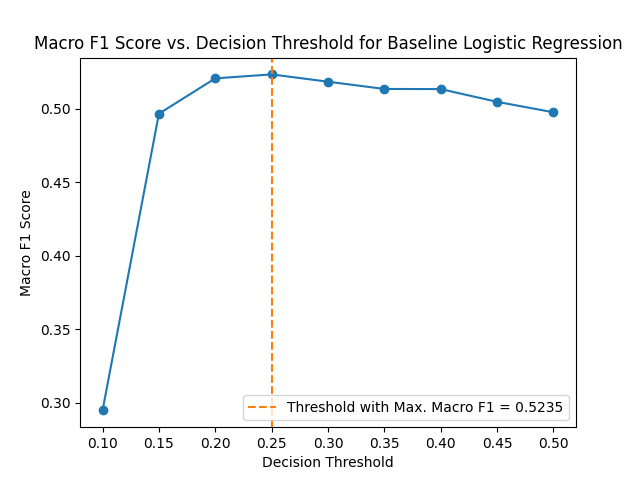 Macro F1 Score vs. Decision Threshold for Baseline Logistic Regression
Macro F1 Score
0.50
0.45
0.40
0.35
0.30
Threshold with Max. Macro F1 = 0.5235
0.10 0.15 0.20 0.25 0.30 0.35 0.40 0.45 0.50
Decision Threshold